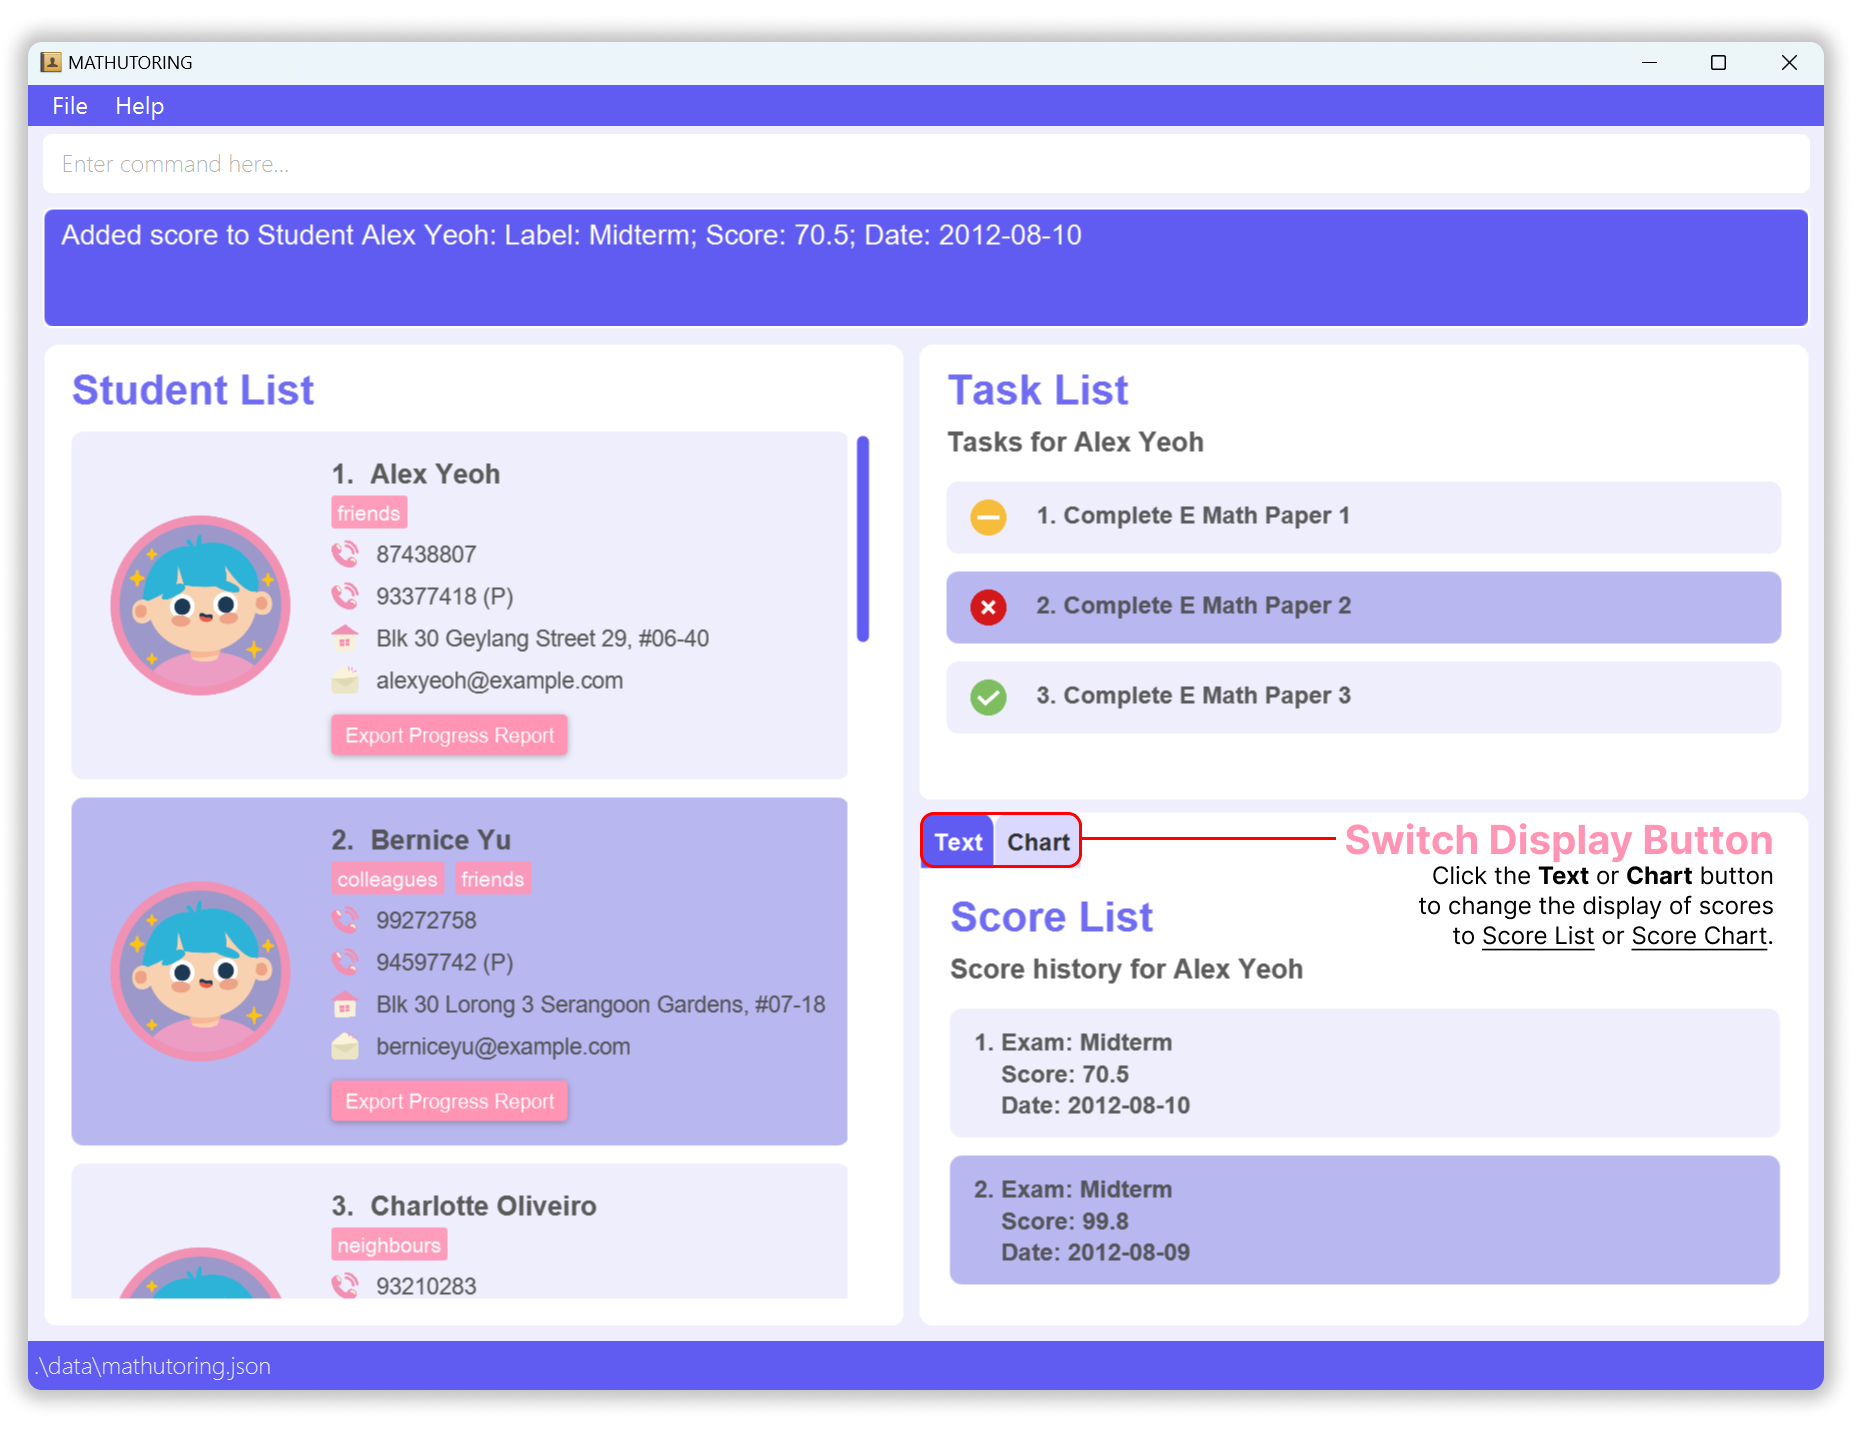 MATHUTORING
File Help
Enter command here...
Added score to Student Alex Yeoh: Label: Midterm; Score: 70.5; Date: 2012-08-10
Student List
1. Alex Yeoh
friends
87438807
93377418 (P)
Blk 30 Geylang Street 29, #06-40
alexyeoh@example.com
Export Progress Report
2. Bernice Yu
colleagues friends
99272758
94597742 (P)
Blk 30 Lorong 3 Serangoon Gardens, #07-18
berniceyu@example.com
Export Progress Report
3. Charlotte Oliveiro
neighbours
93210283
Task List
Tasks for Alex Yeoh
1. Complete E Math Paper 1
2. Complete E Math Paper 2
3. Complete E Math Paper 3
Text Chart
Switch Display Button
Click the Text or Chart button
to change the display of scores
to Score List or Score Chart.
Score List
Score history for Alex Yeoh
1. Exam: Midterm
Score: 70.5
Date: 2012-08-10
2. Exam: Midterm
Score: 99.8
Date: 2012-08-09
.\data\mathutoring.json